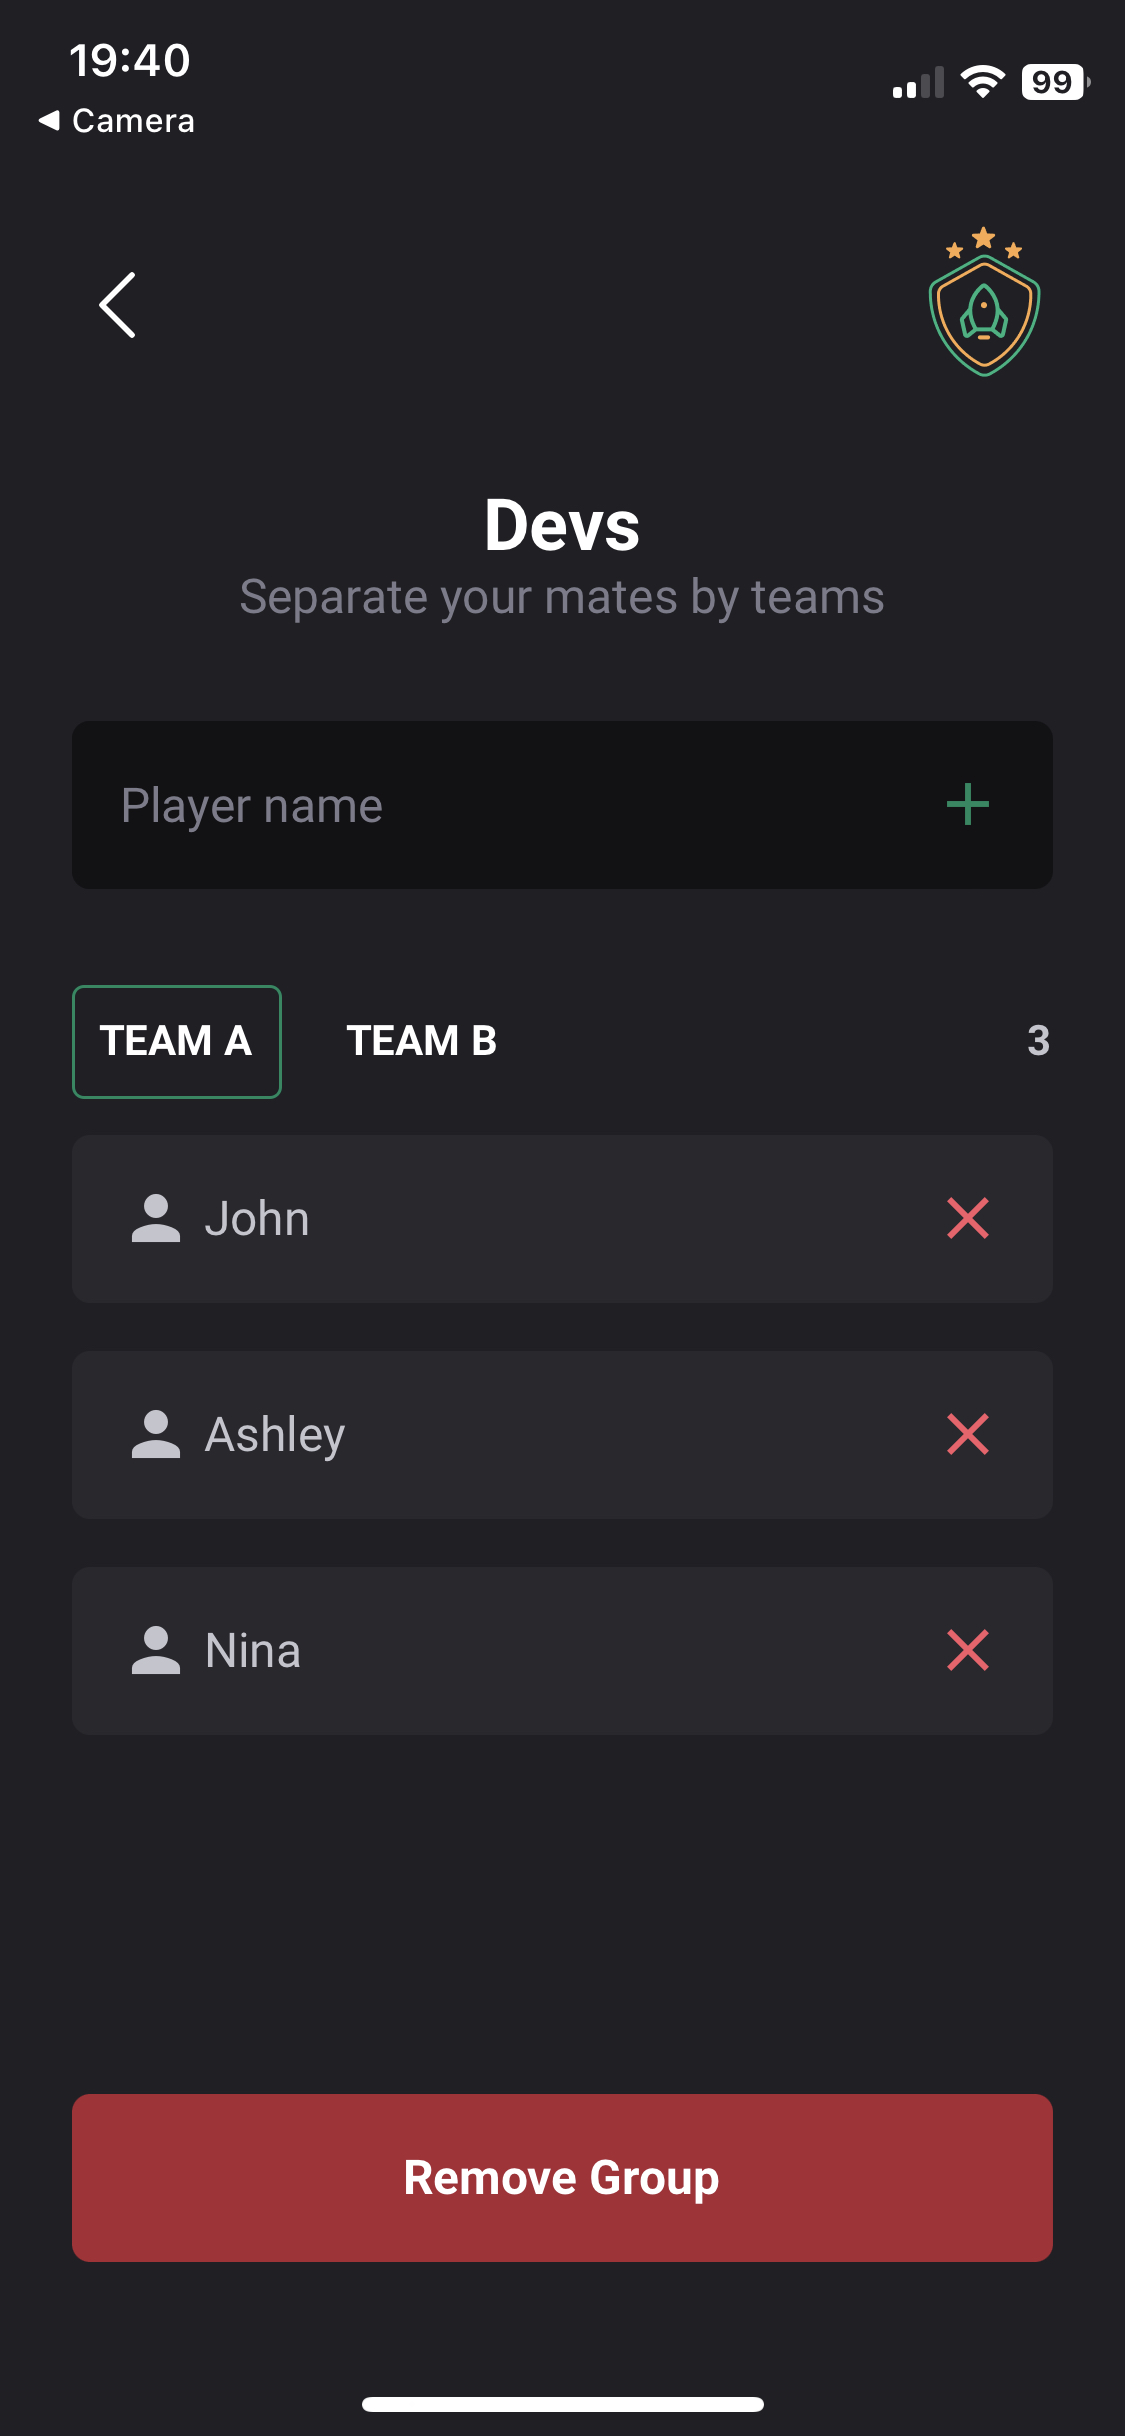 19:40
99
◀ Camera
Devs
Separate your mates by teams
Player name
TEAM A TEAM B 3
John
Ashley
Nina
Remove Group